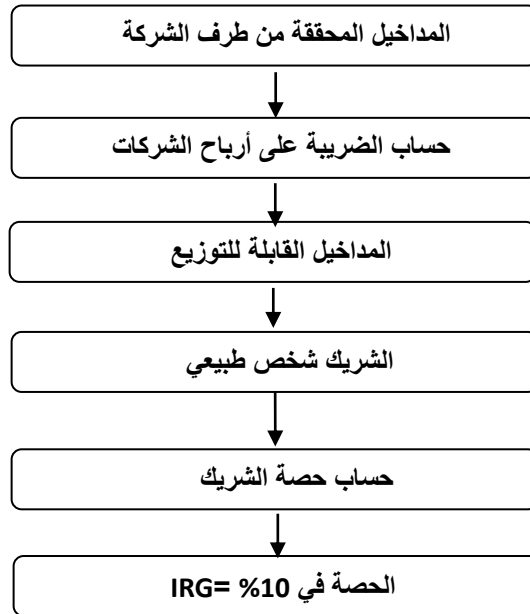 المداخيل المحققة من طرف الشركة
حساب الضريبة على أرباح الشركات
المداخيل القابلة للتوزيع
الشريك شخص طبيعي
حساب حصة الشريك
الحصة في IRG= %10